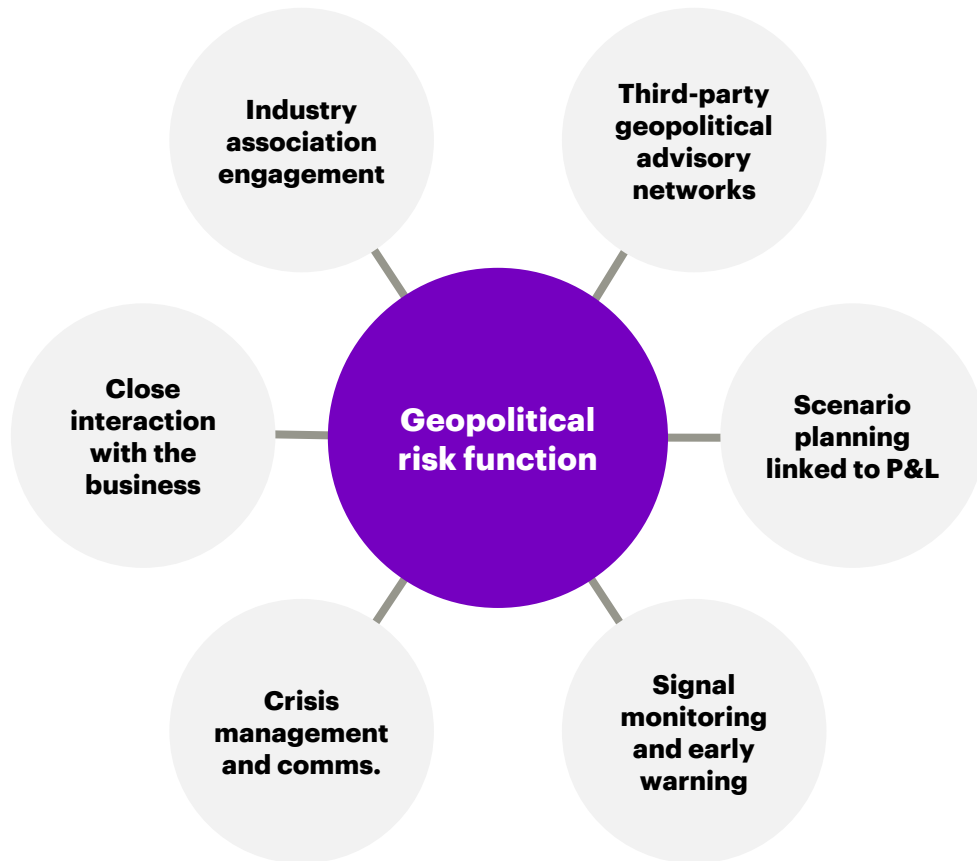 Industry
association
engagement
Third-party
geopolitical
advisory
networks
Close
interaction
with the
business
Geopolitical
risk function
Scenario
planning
linked to P&L
Crisis
management
and comms.
Signal
monitoring
and early
warning